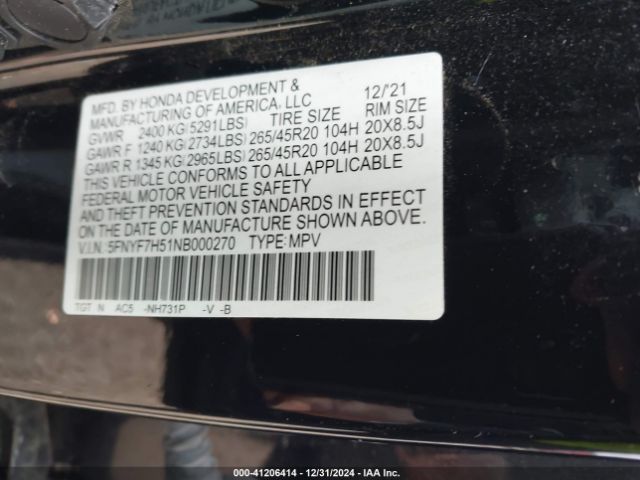 MFD. BY HONDA DEVELOPMENT & 12/'21
MANUFACTURING OF AMERICA, LLC
GVWR 2400 KG(5291LBS) TIRE SIZE RIM SIZE
GAWR F 1240 KG(2734LBS) 265/45R20 104H 20X8.5J
GAWR R 1345 KG(2965LBS) 265/45R20 104H 20X8.5J
THIS VEHICLE CONFORMS TO ALL APPLICABLE
FEDERAL MOTOR VEHICLE SAFETY
AND THEFT PREVENTION STANDARDS IN EFFECT
ON THE DATE OF MANUFACTURE SHOWN ABOVE.
V.I.N.:5FNYF7H51NB000270 TYPE:MPV
TGT N AC5 -NH731P -V -B
000-41206414 - 12/31/2024 - IAA Inc.